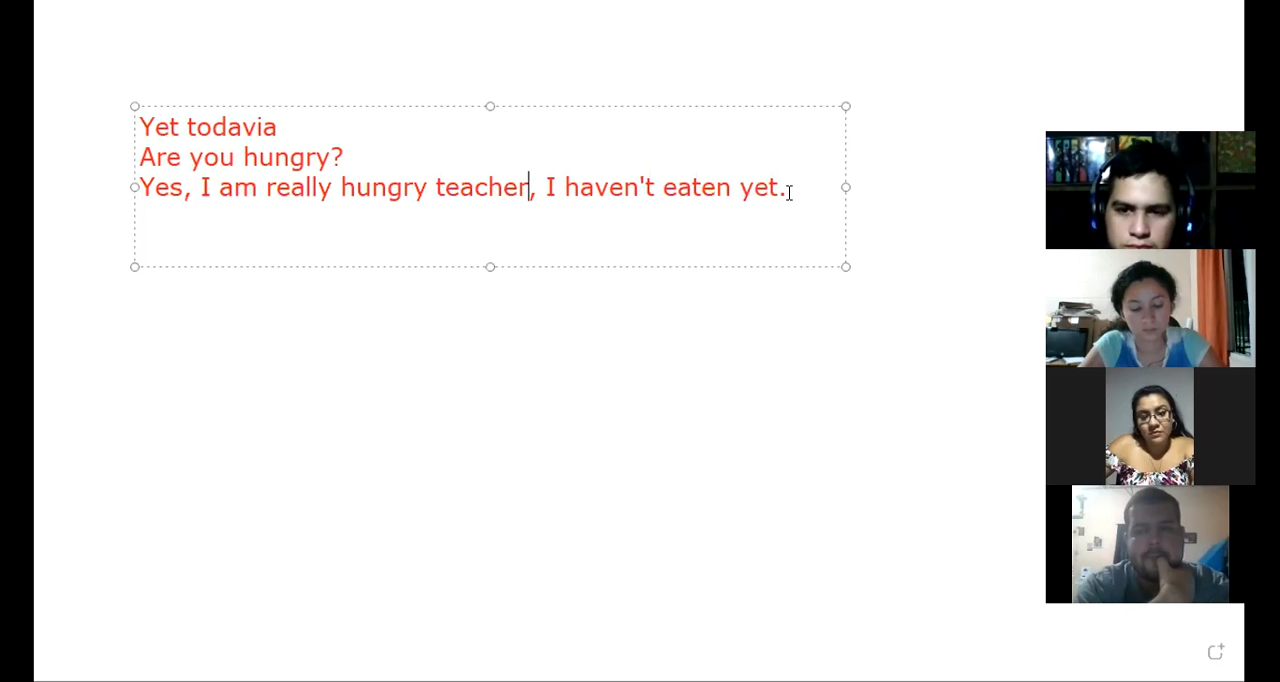 Yet todavia
Are you hungry?
Yes, I am really hungry teacher, I haven't eaten yet.